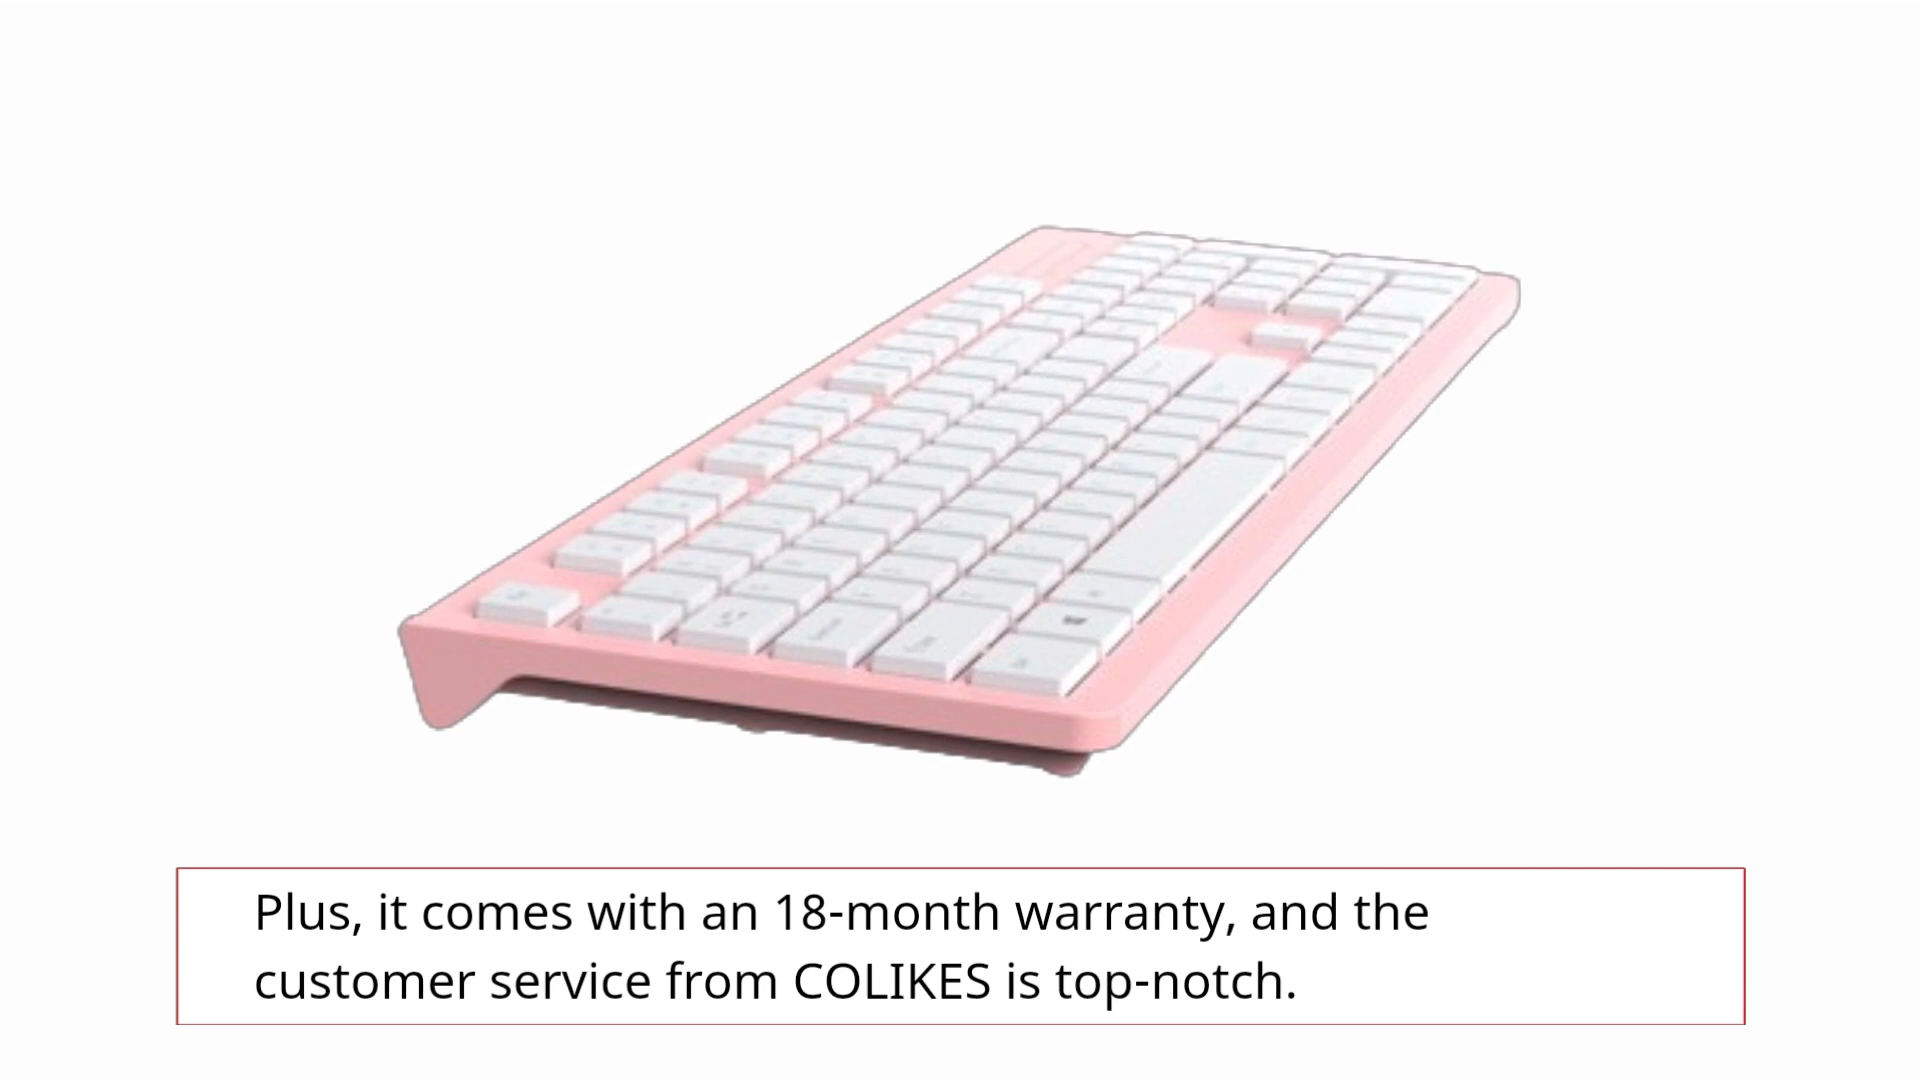 Plus, it comes with an 18-month warranty, and the
customer service from COLIKES is top-notch.